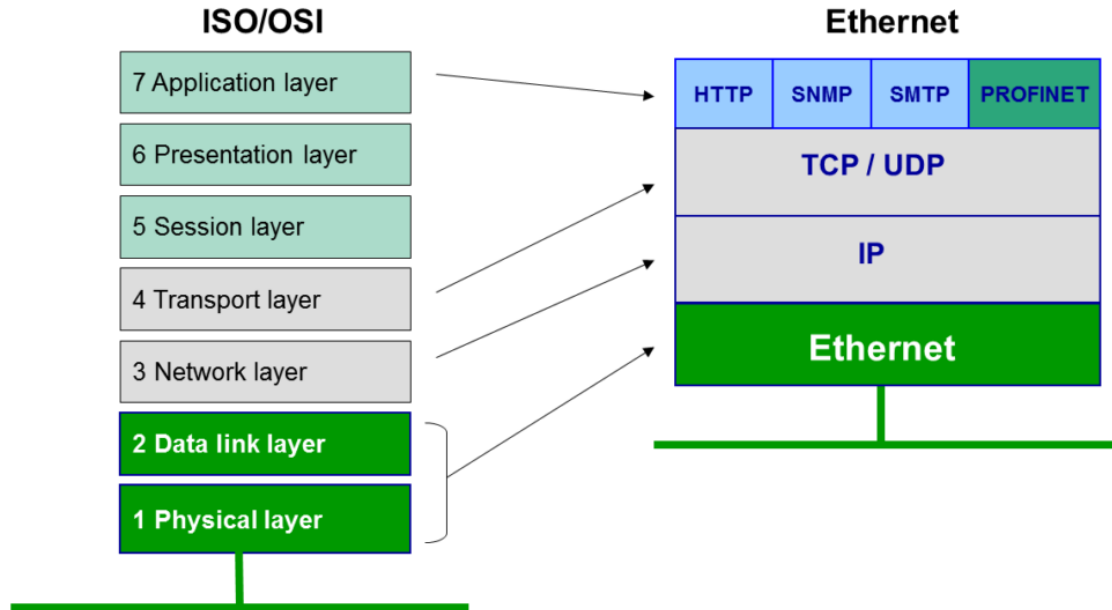 ISO/OSI
7 Application layer
6 Presentation layer
5 Session layer
4 Transport layer
3 Network layer
2 Data link layer
1 Physical layer
Ethernet
HTTP
SNMP
SMTP
PROFINET
TCP / UDP
IP
Ethernet